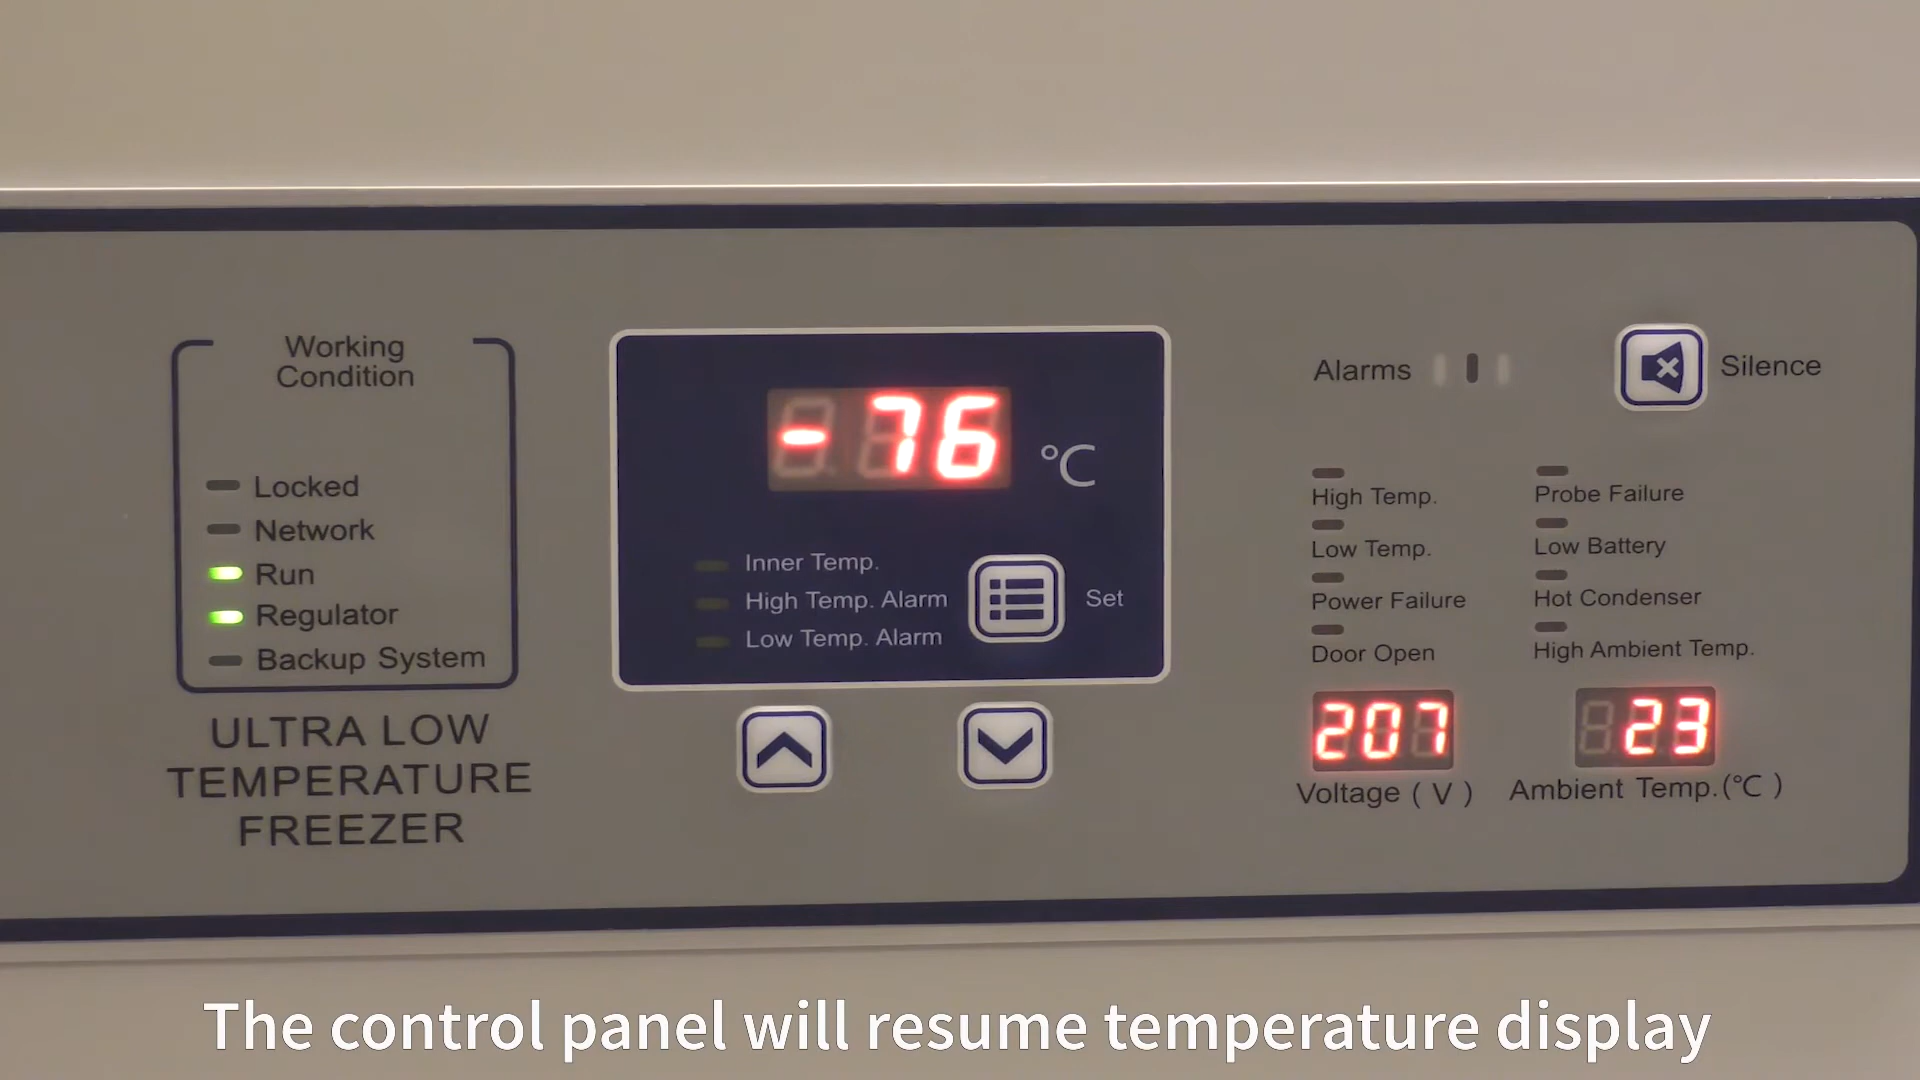 Working
Condition
Locked
Network
Run
Regulator
Backup System
ULTRA LOW
TEMPERATURE
FREEZER
-76 °C
Inner Temp.
High Temp. Alarm
Low Temp. Alarm
Set
Alarms
Silence
High Temp.
Low Temp.
Power Failure
Door Open
Probe Failure
Low Battery
Hot Condenser
High Ambient Temp.
207
Voltage ( V )
23
Ambient Temp.(℃ )
The control panel will resume temperature display